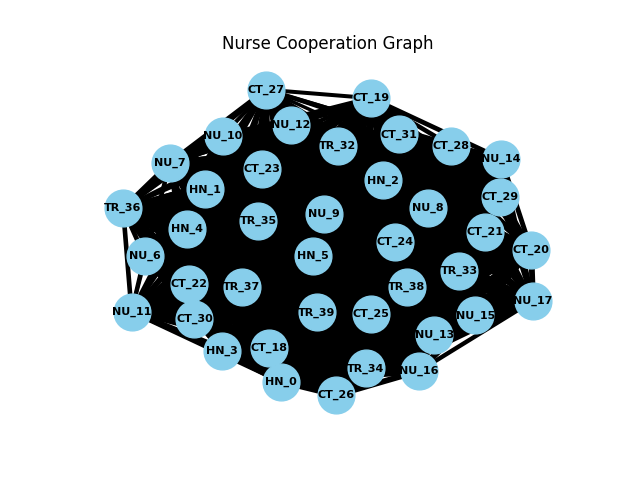 Nurse Cooperation Graph
CT_27
CT_19
NU_12
CT_31
NU_10
TR_32
CT_28
NU_14
NU_7
CT_23
HN_2
HN_1
CT_29
TR_36
NU_8
NU_9
TR_35
HN_4
CT_21
CT_24
CT_20
NU_6
HN_5
TR_33
CT_22
TR_37
TR_38
NU_17
NU_11
TR_39
CT_25
NU_15
CT_30
NU_13
CT_18
HN_3
TR_34
NU_16
HN_0
CT_26